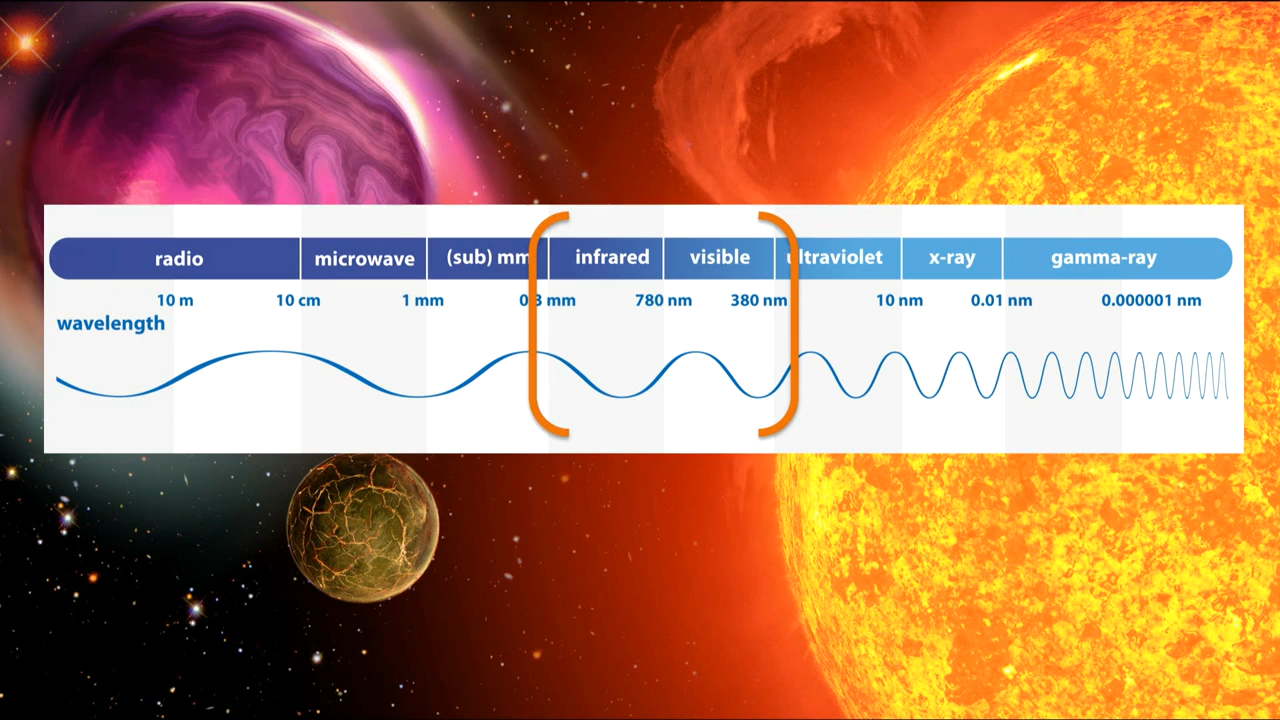 radio microwave (sub) mm infrared visible ultraviolet x-ray gamma-ray
10 m 10 cm 1 mm 0.3 mm 780 nm 380 nm 10 nm 0.01 nm 0.000001 nm
wavelength